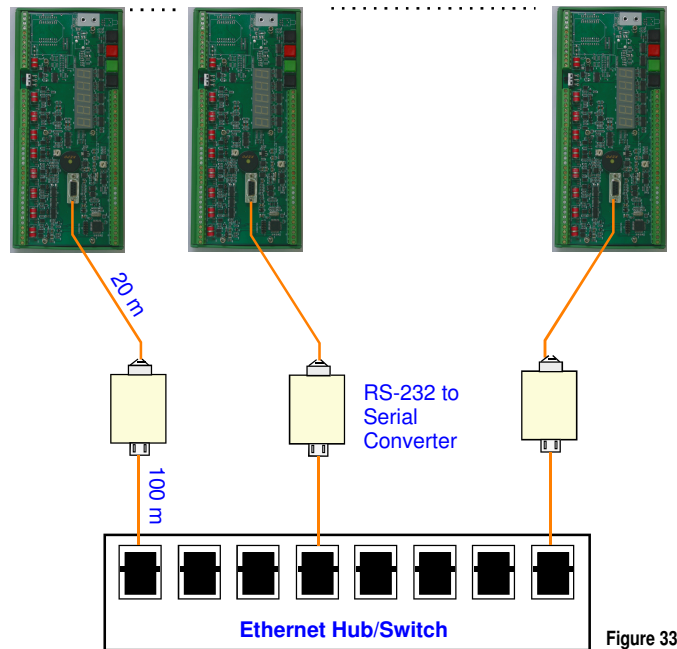 20 m
RS-232 to
Serial
Converter
100 m
Ethernet Hub/Switch
Figure 33